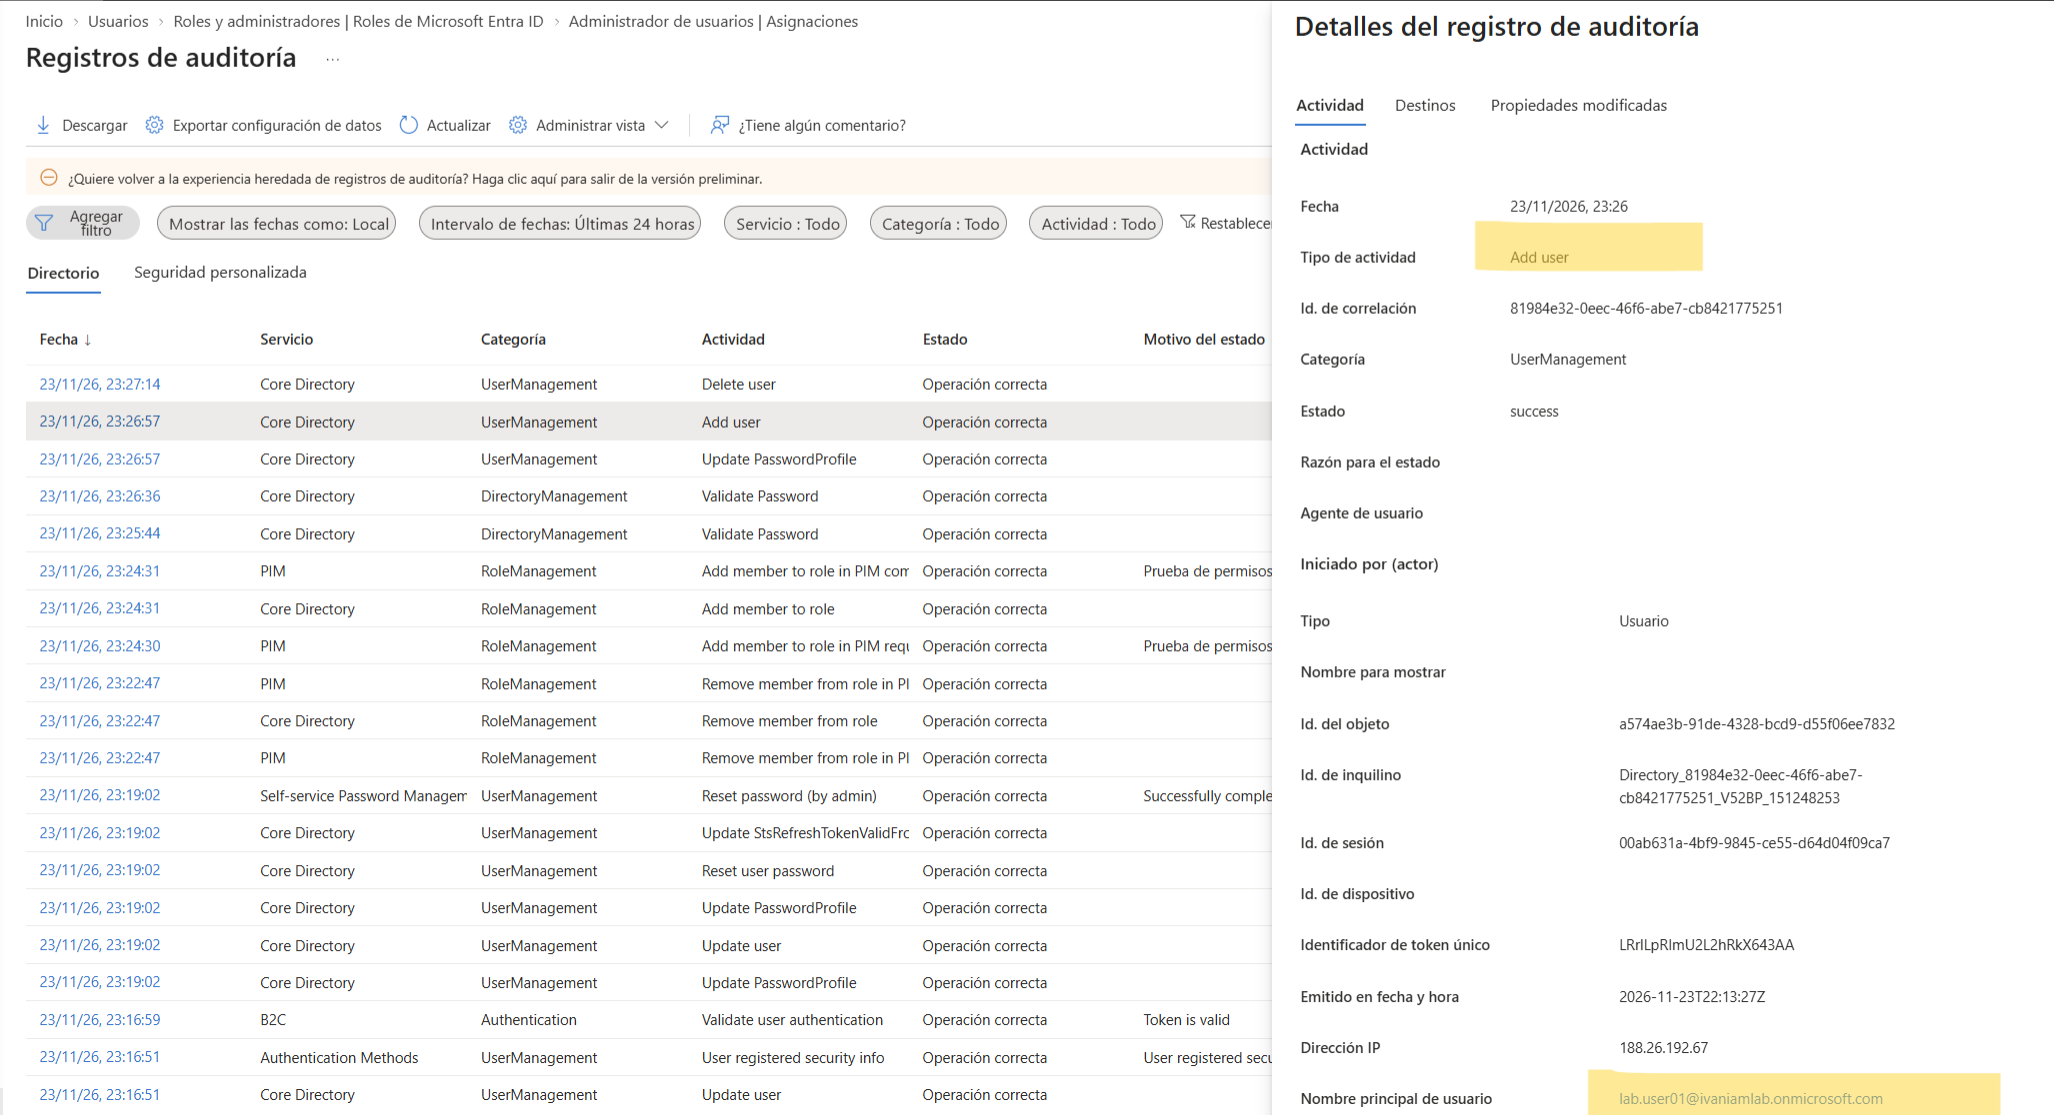 Inicio > Usuarios > Roles y administradores | Roles de Microsoft Entra ID > Administrador de usuarios | Asignaciones
Registros de auditoría ...
Descargar Exportar configuración de datos Actualizar Administrar vista ¿Tiene algún comentario?
¿Quiere volver a la experiencia heredada de registros de auditoría? Haga clic aquí para salir de la versión preliminar.
Agregar filtro Mostrar las fechas como: Local Intervalo de fechas: Últimas 24 horas Servicio : Todo Categoría : Todo Actividad : Todo Restablecer
Directorio Seguridad personalizada
Fecha ↓ Servicio Categoría Actividad Estado Motivo del estado
23/11/26, 23:27:14 Core Directory UserManagement Delete user Operación correcta
23/11/26, 23:26:57 Core Directory UserManagement Add user Operación correcta
23/11/26, 23:26:57 Core Directory UserManagement Update PasswordProfile Operación correcta
23/11/26, 23:26:36 Core Directory DirectoryManagement Validate Password Operación correcta
23/11/26, 23:25:44 Core Directory DirectoryManagement Validate Password Operación correcta
23/11/26, 23:24:31 PIM RoleManagement Add member to role in PIM com Operación correcta Prueba de permisos
23/11/26, 23:24:31 Core Directory RoleManagement Add member to role Operación correcta
23/11/26, 23:24:30 PIM RoleManagement Add member to role in PIM requ Operación correcta Prueba de permisos
23/11/26, 23:22:47 PIM RoleManagement Remove member from role in PI Operación correcta
23/11/26, 23:22:47 Core Directory RoleManagement Remove member from role Operación correcta
23/11/26, 23:22:47 PIM RoleManagement Remove member from role in PI Operación correcta
23/11/26, 23:19:02 Self-service Password Managem UserManagement Reset password (by admin) Operación correcta Successfully comple
23/11/26, 23:19:02 Core Directory UserManagement Update StsRefreshTokenValidFrc Operación correcta
23/11/26, 23:19:02 Core Directory UserManagement Reset user password Operación correcta
23/11/26, 23:19:02 Core Directory UserManagement Update PasswordProfile Operación correcta
23/11/26, 23:19:02 Core Directory UserManagement Update user Operación correcta
23/11/26, 23:19:02 Core Directory UserManagement Update PasswordProfile Operación correcta
23/11/26, 23:16:59 B2C Authentication Validate user authentication Operación correcta Token is valid
23/11/26, 23:16:51 Authentication Methods UserManagement User registered security info Operación correcta User registered secu
23/11/26, 23:16:51 Core Directory UserManagement Update user Operación correcta
Detalles del registro de auditoría
Actividad Destinos Propiedades modificadas
Actividad
Fecha 23/11/2026, 23:26
Tipo de actividad Add user
Id. de correlación 81984e32-0eec-46f6-abe7-cb8421775251
Categoría UserManagement
Estado success
Razón para el estado
Agente de usuario
Iniciado por (actor)
Tipo Usuario
Nombre para mostrar
Id. del objeto a574ae3b-91de-4328-bcd9-d55f06ee7832
Id. de inquilino Directory_81984e32-0eec-46f6-abe7-
cb8421775251_V52BP_151248253
Id. de sesión 00ab631a-4bf9-9845-ce55-d64d04f09ca7
Id. de dispositivo
Identificador de token único LRrILpRImU2L2hRkX643AA
Emitido en fecha y hora 2026-11-23T22:13:27Z
Dirección IP 188.26.192.67
Nombre principal de usuario lab.user01@ivaniamlab.onmicrosoft.com